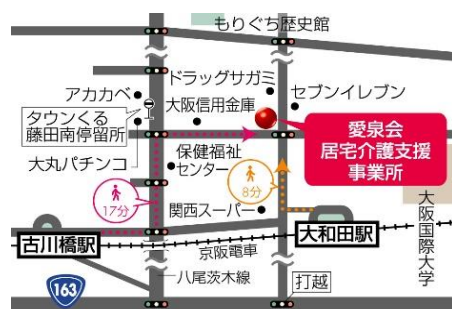 もりぐち歴史館
ドラッグサガミ
アカカベ
大阪信用金庫
セブンイレブン
タウンくる
藤田南停留所
愛泉会
居宅介護支援
事業所
大丸パチンコ
保健福祉
センター
17分
8分
関西スーパー
大阪国際大学
古川橋駅
大和田駅
京阪電車
八尾茨木線
打越
163